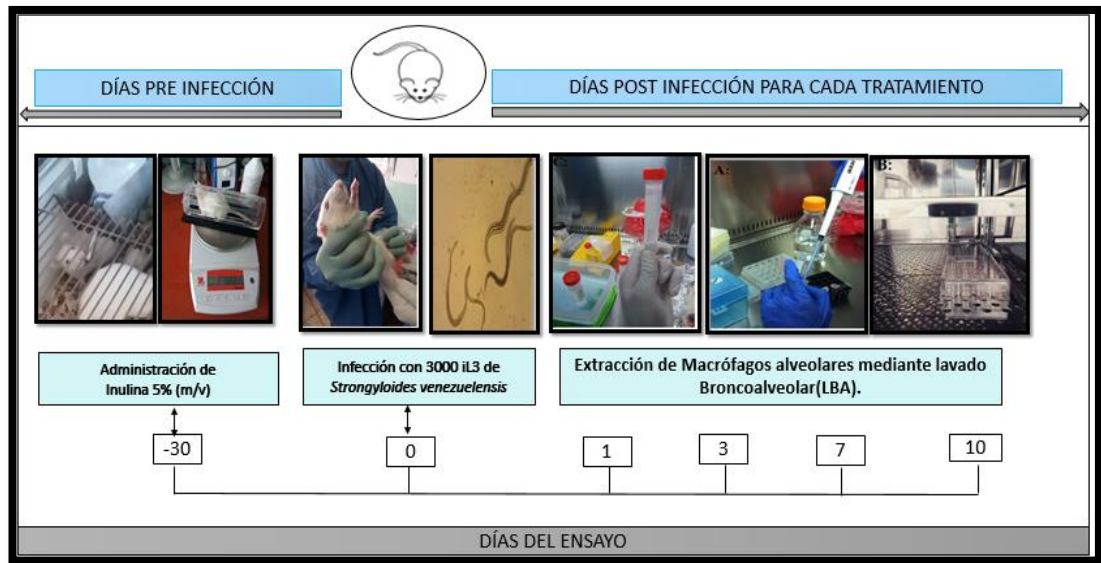 DÍAS PRE INFECCIÓN
DÍAS POST INFECCIÓN PARA CADA TRATAMIENTO
C:
A:
B:
Administración de
Inulina 5% (m/v)
Infección con 3000 iL3 de
Strongyloides venezuelensis
Extracción de Macrófagos alveolares mediante lavado
Broncoalveolar(LBA).
-30
0
1
3
7
10
DÍAS DEL ENSAYO